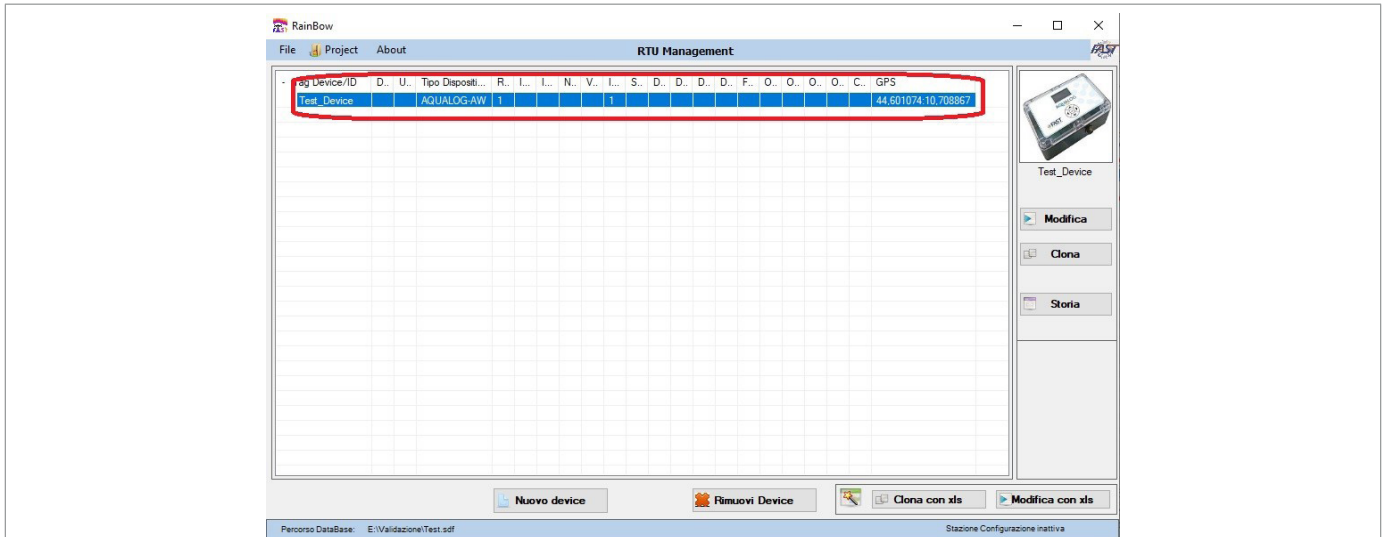 RainBow
File Project About RTU Management FAST
- Tag Device/ID D.. U.. Tipo Dispositi... R.. I... I... N.. V.. I... S.. D.. D.. D.. D.. F.. O.. O.. O.. O.. C.. GPS
Test_Device AQUALOG-AW 1 1 44,601074:10,708867
FAST
Test_Device
Modifica
Clona
Storia
Nuovo device Rimuovi Device Clona con xls Modifica con xls
Percorso DataBase: E:\Validazione\Test.sdf Stazione Configurazione inattiva